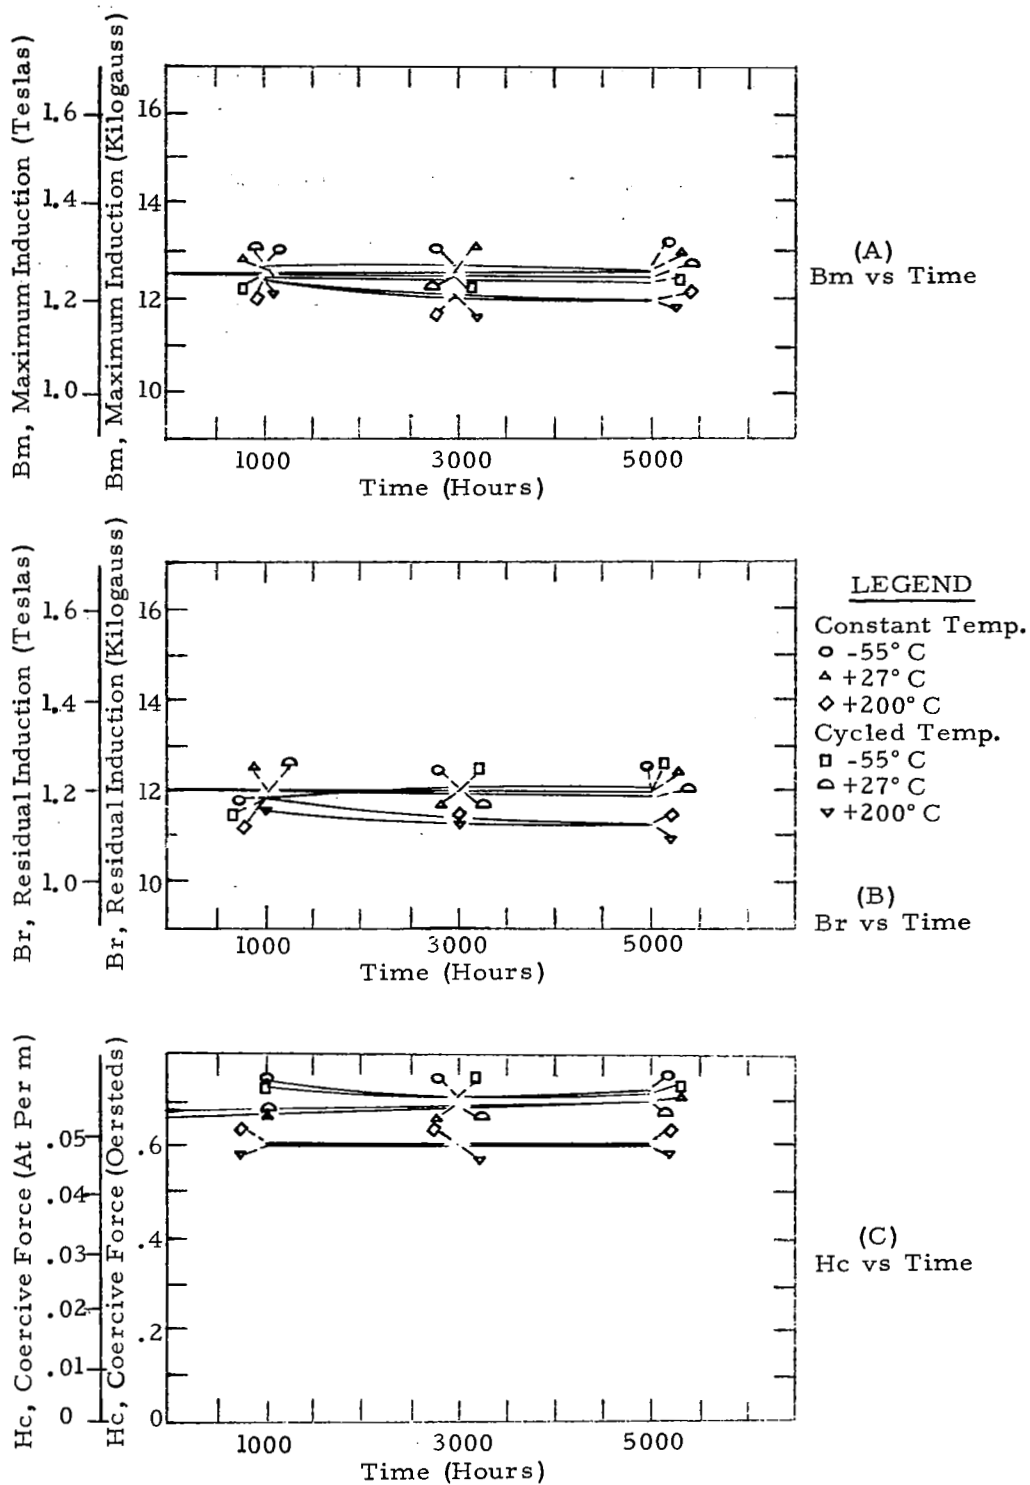 Bm, Maximum Induction (Teslas)
1.6
1.4
1.2
1.0
Bm, Maximum Induction (Kilogauss)
16
14
12
10
1000 3000 5000
Time (Hours)
(A)
Bm vs Time
Br, Residual Induction (Teslas)
1.6
1.4
1.2
1.0
Br, Residual Induction (Kilogauss)
16
14
12
10
1000 3000 5000
Time (Hours)
LEGEND
Constant Temp.
-55° C
+27° C
+200° C
Cycled Temp.
-55° C
+27° C
+200° C
(B)
Br vs Time
Hc, Coercive Force (At Per m)
.05
.04
.03
.02
.01
0
Hc, Coercive Force (Oersteds)
.6
.4
.2
0
1000 3000 5000
Time (Hours)
(C)
Hc vs Time